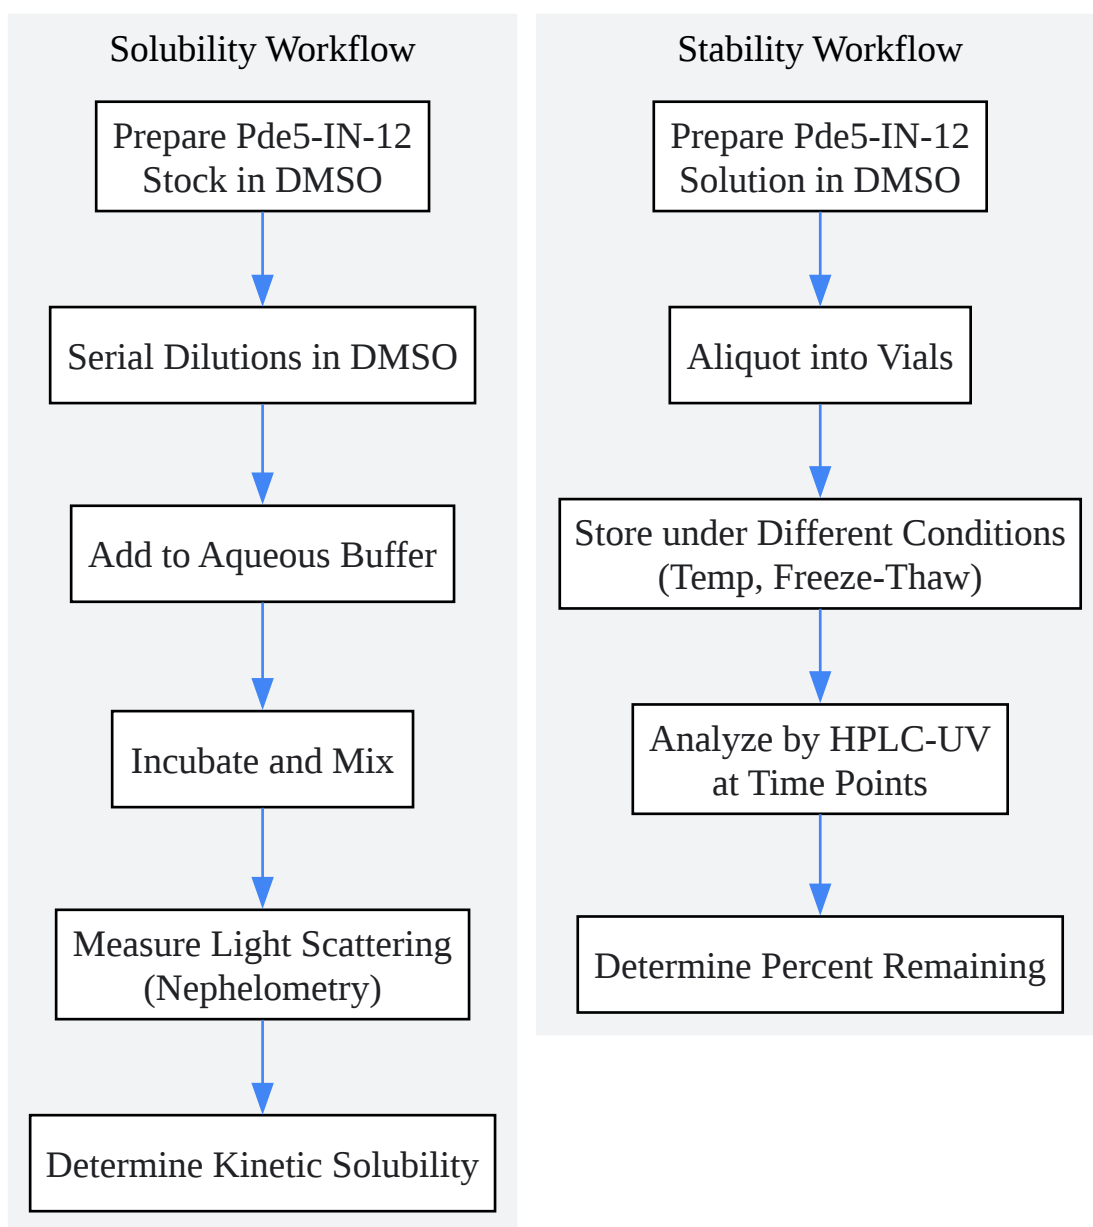 Solubility Workflow
Prepare Pde5-IN-12
Stock in DMSO
Serial Dilutions in DMSO
Add to Aqueous Buffer
Incubate and Mix
Measure Light Scattering
(Nephelometry)
Determine Kinetic Solubility
Stability Workflow
Prepare Pde5-IN-12
Solution in DMSO
Aliquot into Vials
Store under Different Conditions
(Temp, Freeze-Thaw)
Analyze by HPLC-UV
at Time Points
Determine Percent Remaining